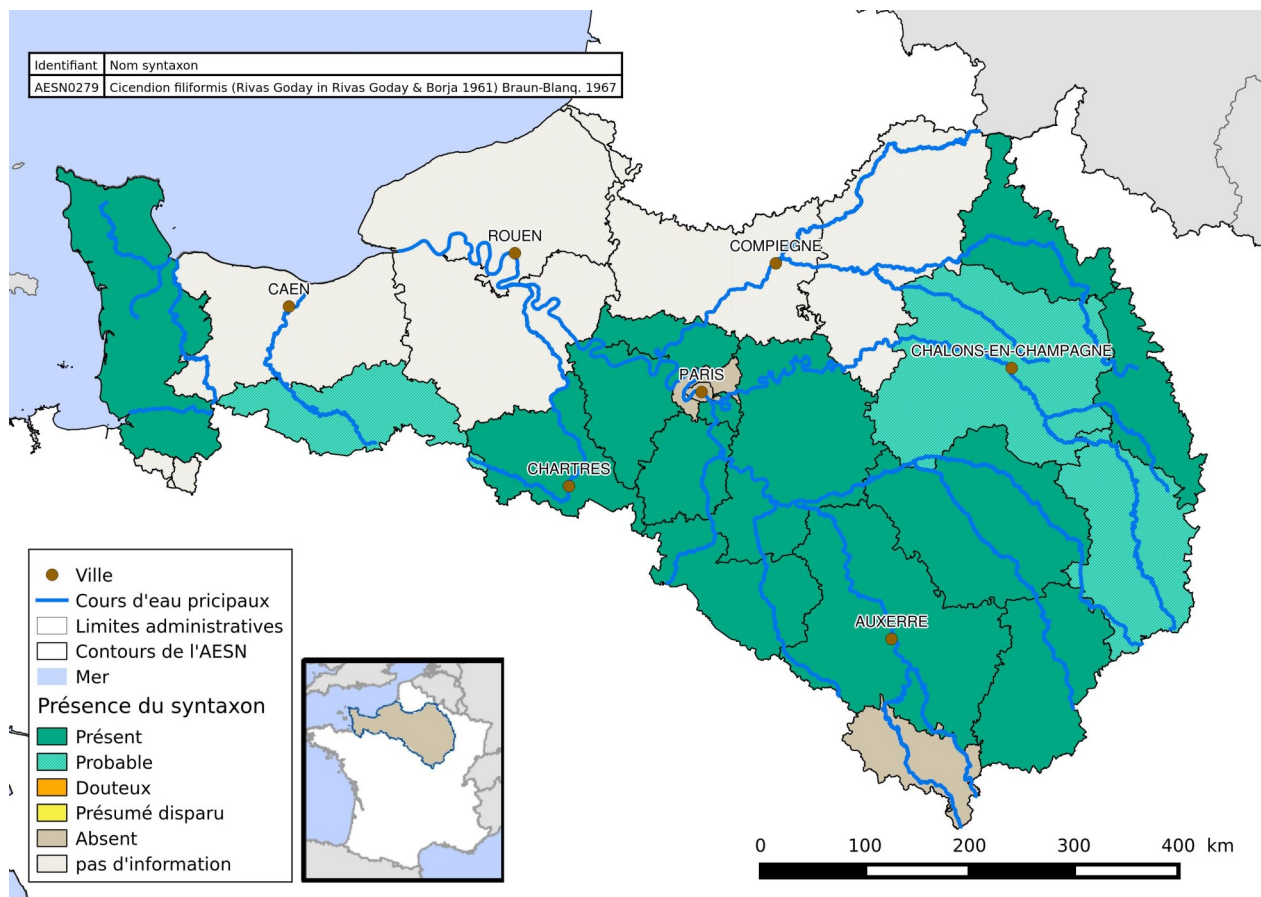 Identifiant Nom syntaxon
AESN0279 Cicendion filiformis (Rivas Goday in Rivas Goday & Borja 1961) Braun-Blanq. 1967
ROUEN
COMPIEGNE
CAEN
CHALONS-EN-CHAMPAGNE
PARIS
CHARTRES
AUXERRE
Ville
Cours d'eau pricipaux
Limites administratives
Contours de l'AESN
Mer
Présence du syntaxon
Présent
Probable
Douteux
Présumé disparu
Absent
pas d'information
0 100 200 300 400 km